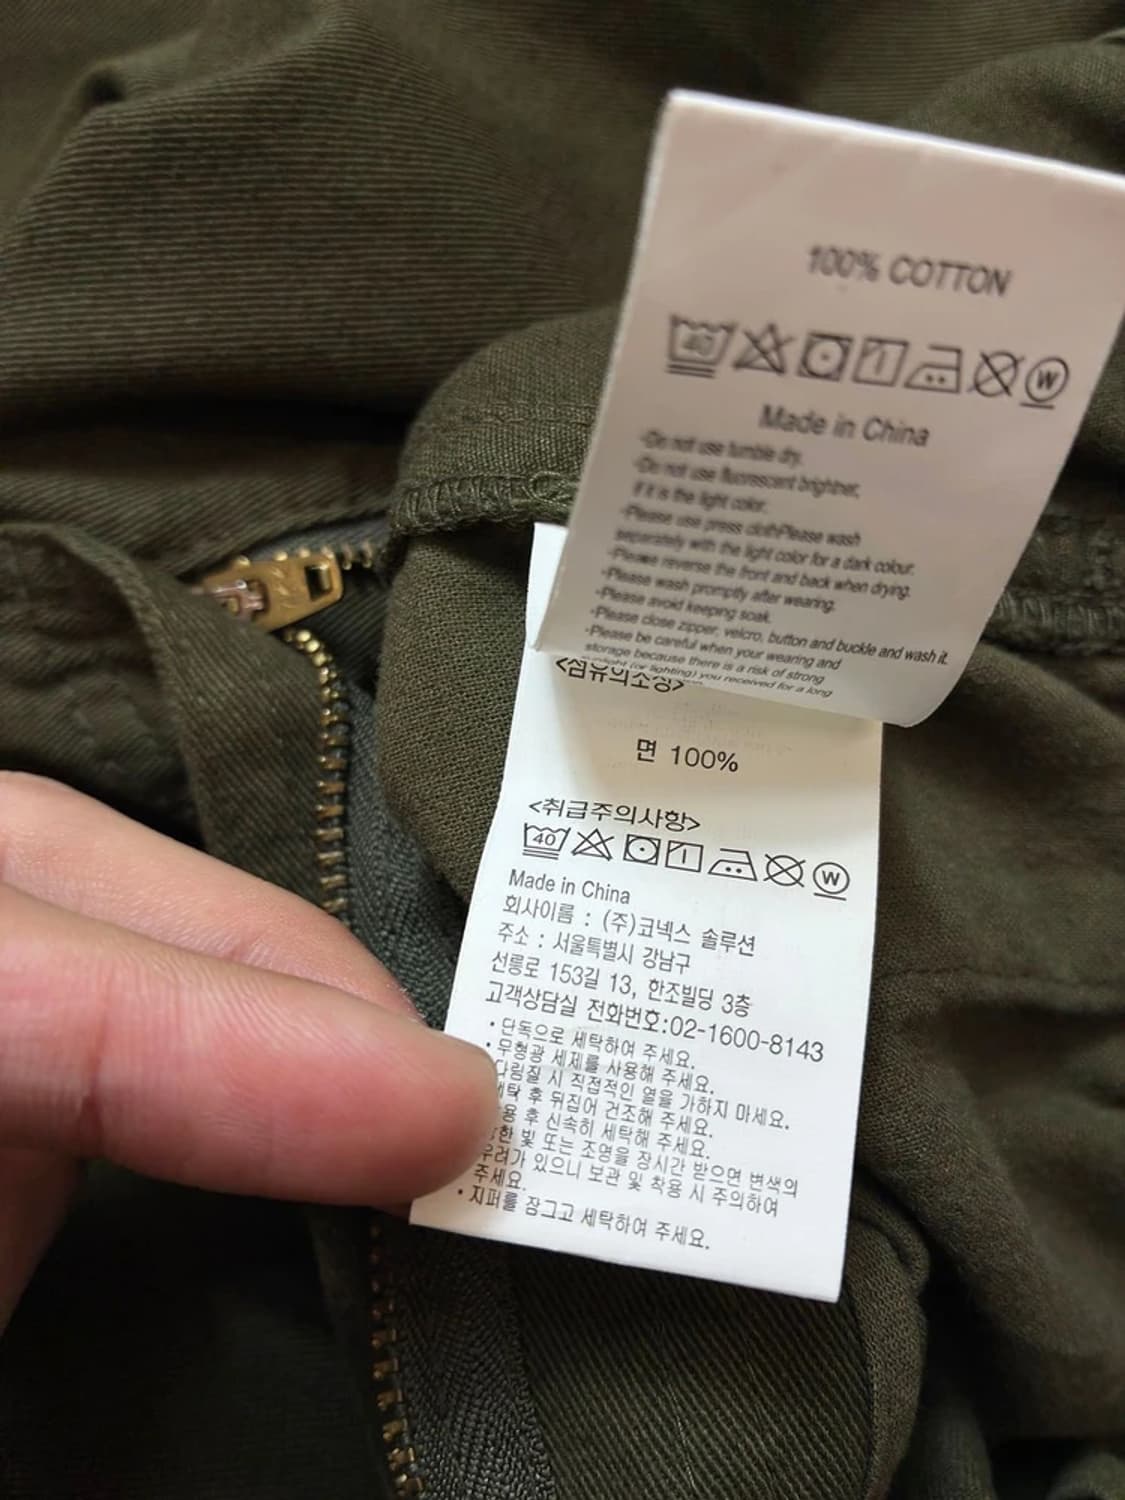 100% COTTON
40 W
Made in China
-Do not use tumble dry.
-Do not use fluorescent brightner,
if it is the light color.
-Please use press cloth-Please wash
separately with the light color for a dark colour.
-Please reverse the front and back when drying.
-Please wash promptly after wearing.
-Please avoid keeping soak.
-Please close zipper, velcro, button and buckle and wash it.
-Please be careful when your wearing and
storage because there is a risk of strong
(or lighting) you received for a long
<섬유의조성>
면 100%
<취급주의사항>
40 W
Made in China
회사이름 : (주)코넥스 솔루션
주소 : 서울특별시 강남구
선릉로 153길 13, 한조빌딩 3층
고객상담실 전화번호:02-1600-8143
• 단독으로 세탁하여 주세요.
• 무형광 세제를 사용해 주세요.
다림질 시 직접적인 열을 가하지 마세요.
후 뒤집어 건조해 주세요.
후 신속히 세탁해 주세요.
빛 또는 조명을 장시간 받으면 변색의
우려가 있으니 보관 및 착용 시 주의하여
주세요.
• 지퍼를 잠그고 세탁하여 주세요.